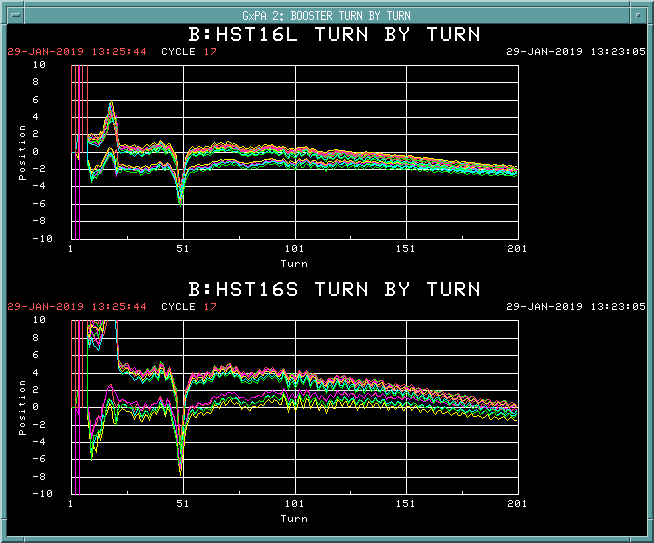 GxPA 2: BOOSTER TURN BY TURN
B:HST16L TURN BY TURN
29-JAN-2019 13:25:44 CYCLE 17 29-JAN-2019 13:23:05
10
8
6
4
2
0
-2
-4
-6
-8
-10
Position
1 51 101 151 201
Turn
B:HST16S TURN BY TURN
29-JAN-2019 13:25:44 CYCLE 17 29-JAN-2019 13:23:05
10
8
6
4
2
0
-2
-4
-6
-8
-10
Position
1 51 101 151 201
Turn